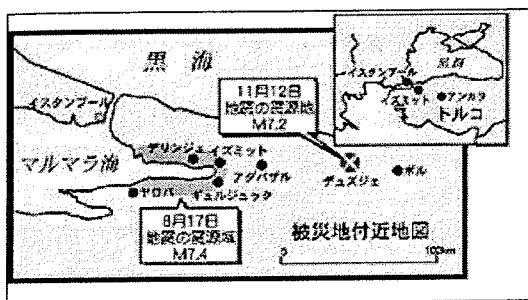 黒海
11月12日
地震の震源地
M7.2
黒海
イスタンブール
イズミット
アンカラ
トルコ
イスタンブール
マルマラ海
デリンジェ
イズミット
アダパザル
デュズジェ
ボル
ヤロバ
ギュルジュック
8月17日
地震の震源域
M7.4
被災地付近地図
100km